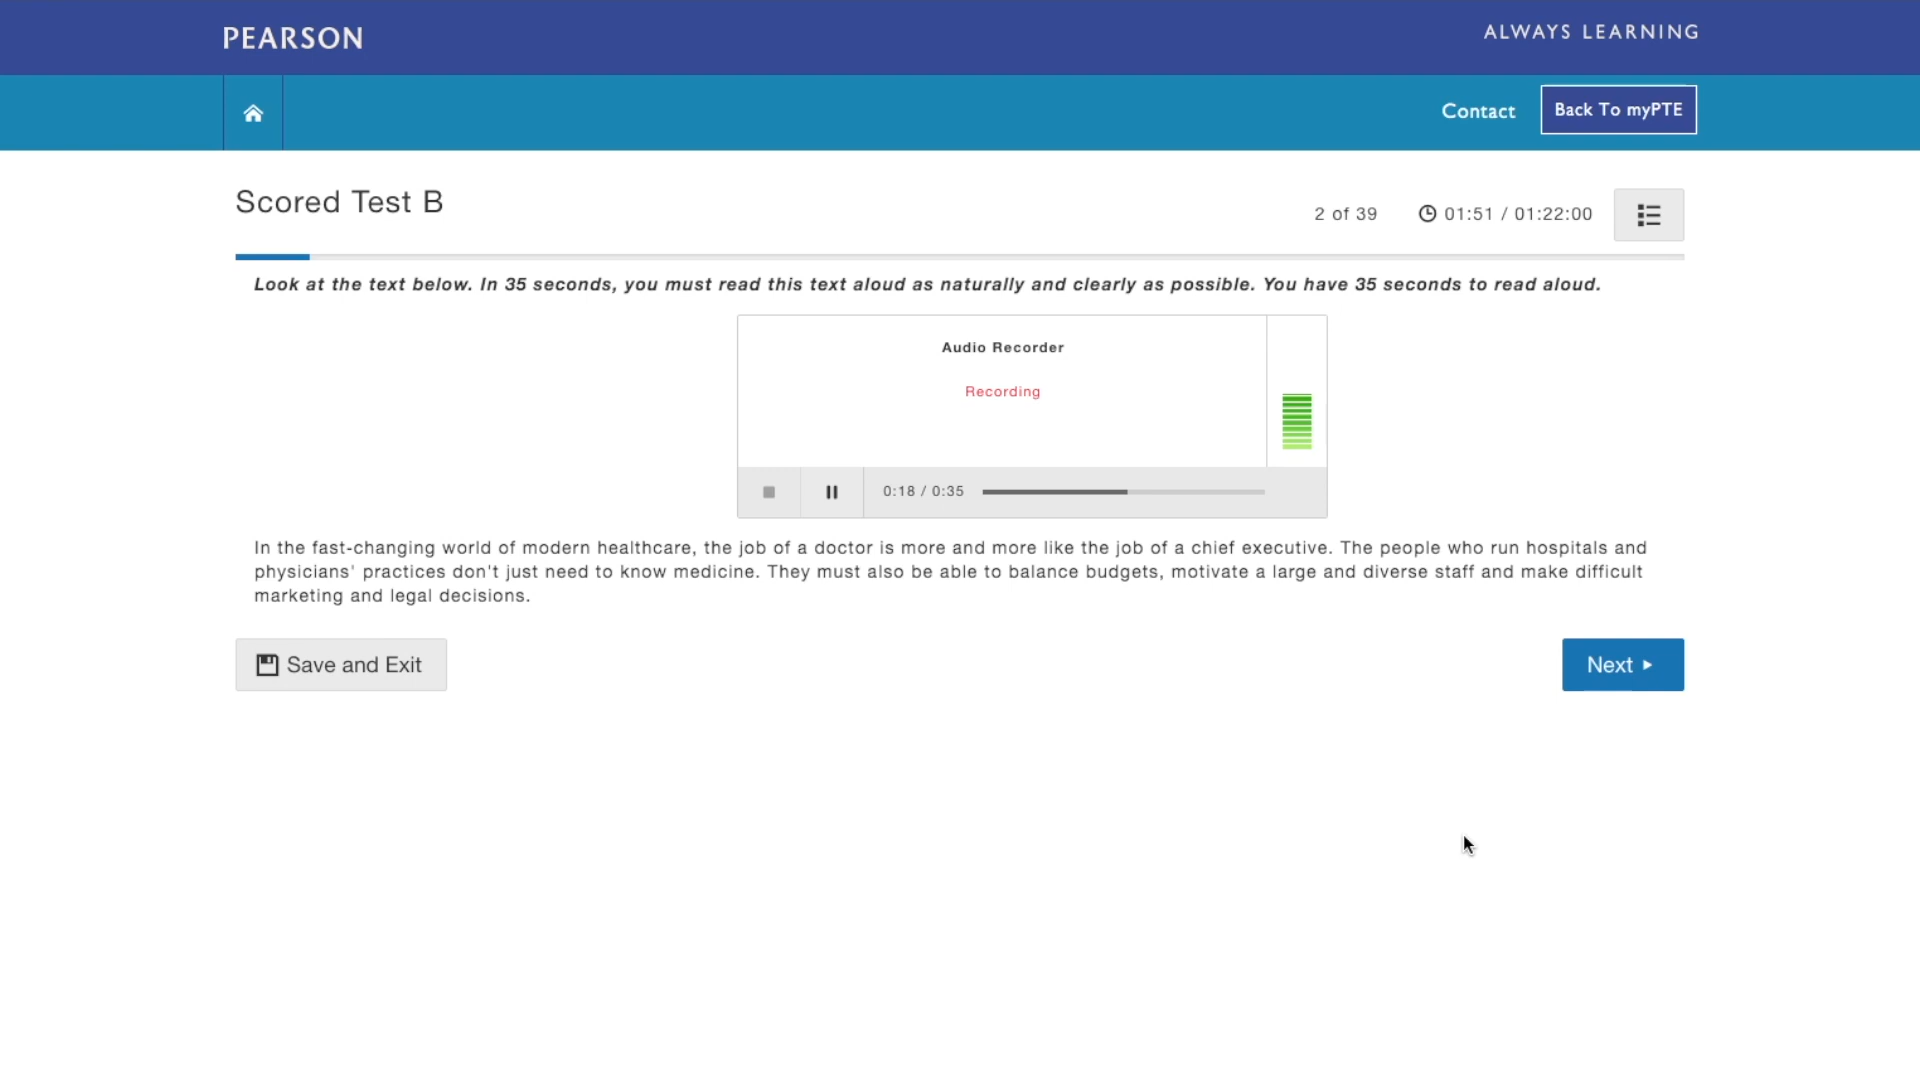 PEARSON
ALWAYS LEARNING
Contact
Back To myPTE
Scored Test B
2 of 39
01:51 / 01:22:00
Look at the text below. In 35 seconds, you must read this text aloud as naturally and clearly as possible. You have 35 seconds to read aloud.
Audio Recorder
Recording
0:18 / 0:35
In the fast-changing world of modern healthcare, the job of a doctor is more and more like the job of a chief executive. The people who run hospitals and
physicians' practices don't just need to know medicine. They must also be able to balance budgets, motivate a large and diverse staff and make difficult
marketing and legal decisions.
Save and Exit
Next